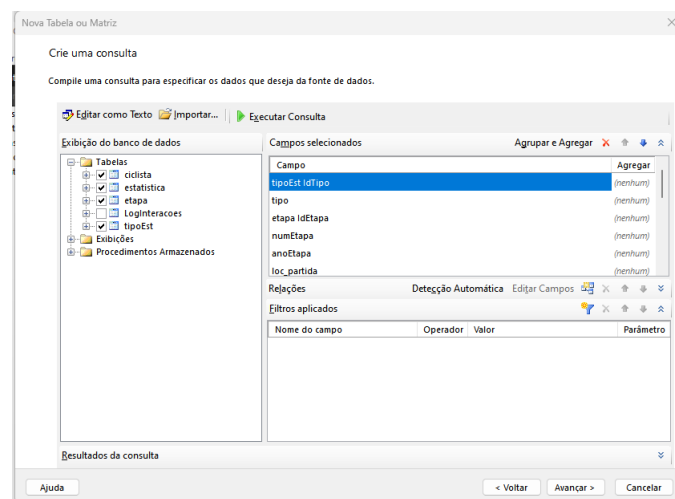 Nova Tabela ou Matriz
Crie uma consulta
Compile uma consulta para especificar os dados que deseja da fonte de dados.
Editar como Texto Importar... Executar Consulta
Exibição do banco de dados
Tabelas
ciclista
estatistica
etapa
LogInteracoes
tipoEst
Exibições
Procedimentos Armazenados
Campos selecionados Agrupar e Agregar
Campo Agregar
tipoEst IdTipo (nenhum)
tipo (nenhum)
etapa IdEtapa (nenhum)
numEtapa (nenhum)
anoEtapa (nenhum)
loc_partida (nenhum)
Relações Detecção Automática Editar Campos
Filtros aplicados
Nome do campo Operador Valor Parâmetro
Resultados da consulta
Ajuda < Voltar Avançar > Cancelar